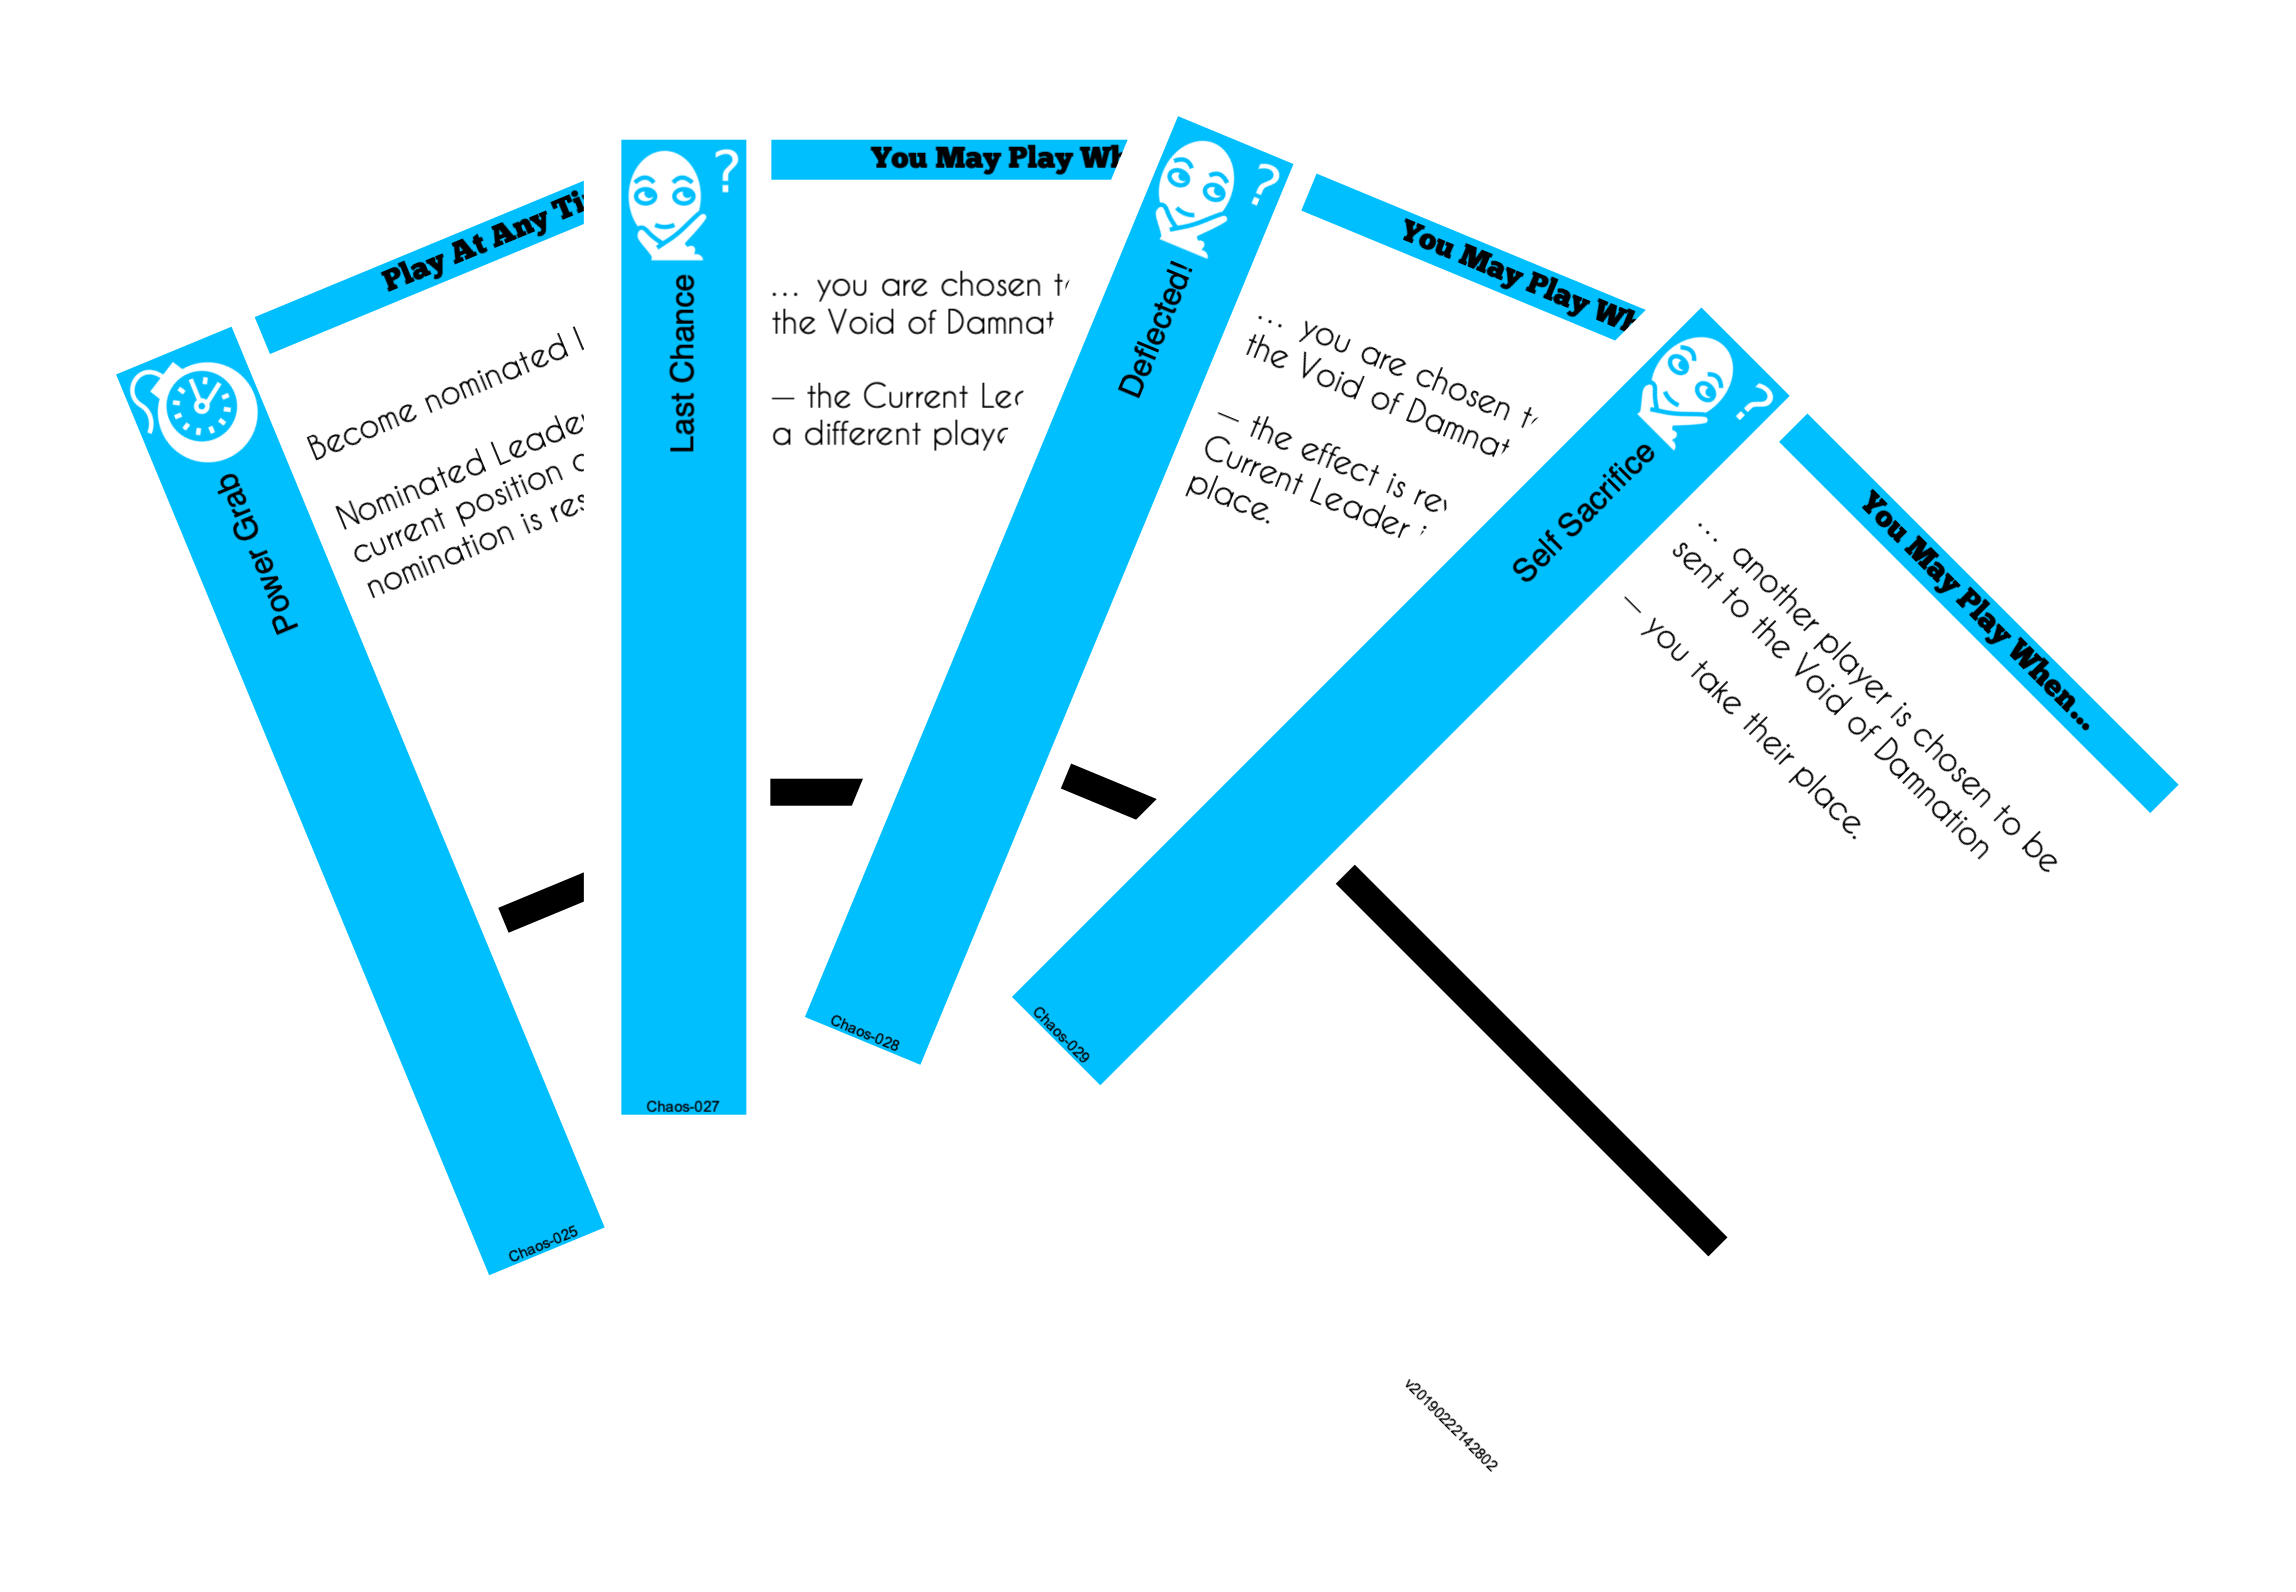 Play At Any
Power Grab
Become nominated
Nominated
current position
nomination is
Chaos-025
You May Play
?
Last Chance
… you are chosen
the Void of
– the Current
a different
Chaos-027
You May Play
?
Deflected!
… you are chosen
the Void of
– the effect is
Current Leader
place.
Chaos-028
You May Play When...
?
Self Sacrifice
… another player is chosen to be
sent to the Void of Damnation
– you take their place.
Chaos-029
v20190222142802